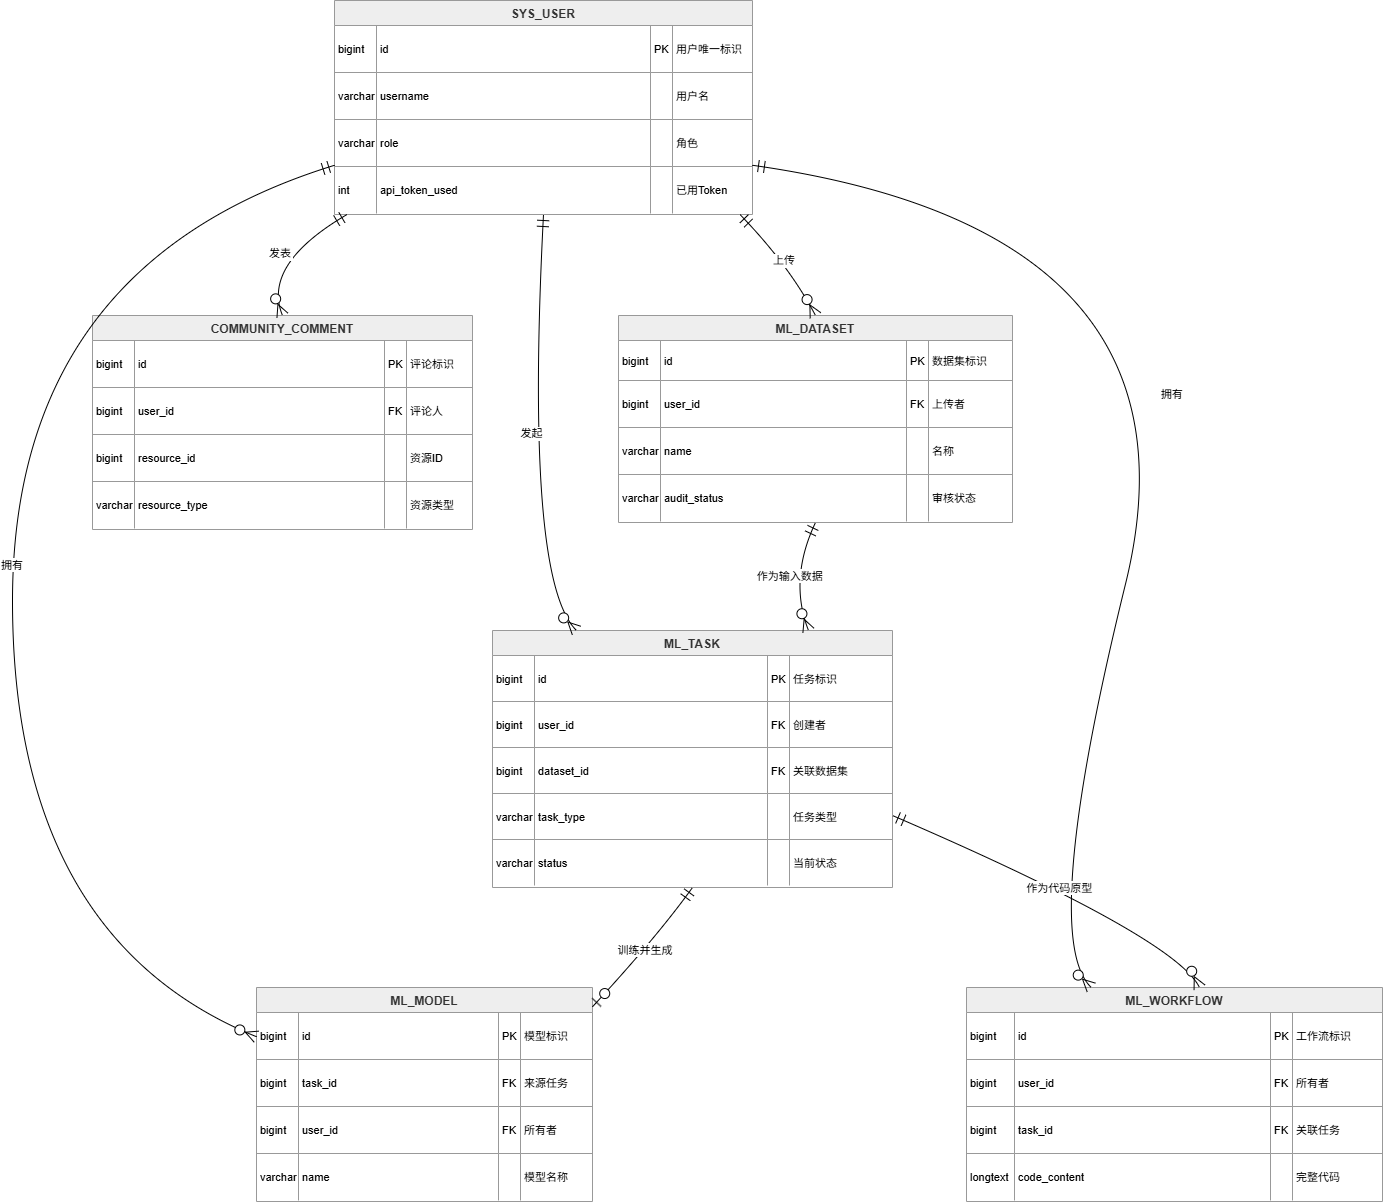 SYS_USER
bigint id PK 用户唯一标识
varchar username 用户名
varchar role 角色
int api_token_used 已用Token
发表
上传
拥有
COMMUNITY_COMMENT
bigint id PK 评论标识
bigint user_id FK 评论人
bigint resource_id 资源ID
varchar resource_type 资源类型
ML_DATASET
bigint id PK 数据集标识
bigint user_id FK 上传者
varchar name 名称
varchar audit_status 审核状态
发起
拥有
作为输入数据
ML_TASK
bigint id PK 任务标识
bigint user_id FK 创建者
bigint dataset_id FK 关联数据集
varchar task_type 任务类型
varchar status 当前状态
作为代码原型
训练并生成
ML_MODEL
bigint id PK 模型标识
bigint task_id FK 来源任务
bigint user_id FK 所有者
varchar name 模型名称
ML_WORKFLOW
bigint id PK 工作流标识
bigint user_id FK 所有者
bigint task_id FK 关联任务
longtext code_content 完整代码